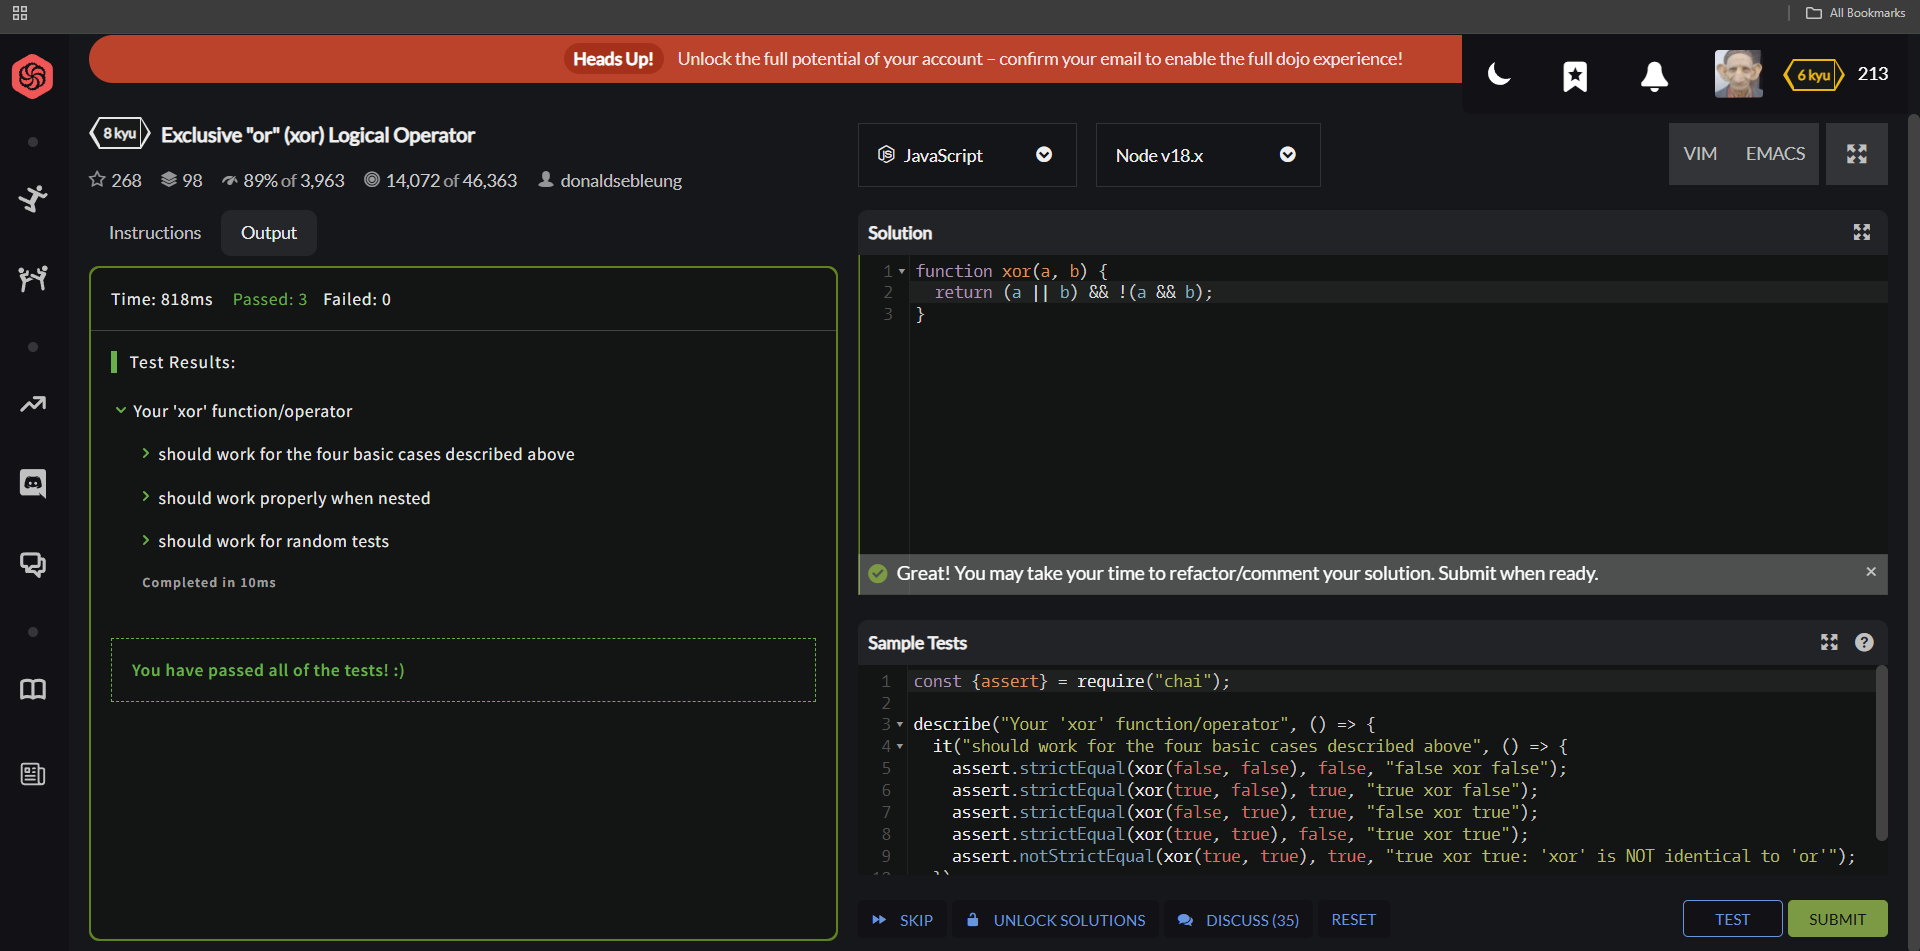 All Bookmarks
Heads Up! Unlock the full potential of your account – confirm your email to enable the full dojo experience!
6 kyu 213
8 kyu Exclusive "or" (xor) Logical Operator
268 98 89% of 3,963 14,072 of 46,363 donaldsebleung
JavaScript
Node v18.x
VIM EMACS
Instructions Output
Time: 818ms Passed: 3 Failed: 0
Test Results:
Your 'xor' function/operator
should work for the four basic cases described above
should work properly when nested
should work for random tests
Completed in 10ms
You have passed all of the tests! :)
Solution
1 function xor(a, b) {
2 return (a || b) && !(a && b);
3 }
Great! You may take your time to refactor/comment your solution. Submit when ready.
Sample Tests
1 const {assert} = require("chai");
2
3 describe("Your 'xor' function/operator", () => {
4 it("should work for the four basic cases described above", () => {
5 assert.strictEqual(xor(false, false), false, "false xor false");
6 assert.strictEqual(xor(true, false), true, "true xor false");
7 assert.strictEqual(xor(false, true), true, "false xor true");
8 assert.strictEqual(xor(true, true), false, "true xor true");
9 assert.notStrictEqual(xor(true, true), true, "true xor true: 'xor' is NOT identical to 'or'");
SKIP UNLOCK SOLUTIONS DISCUSS (35) RESET
TEST SUBMIT